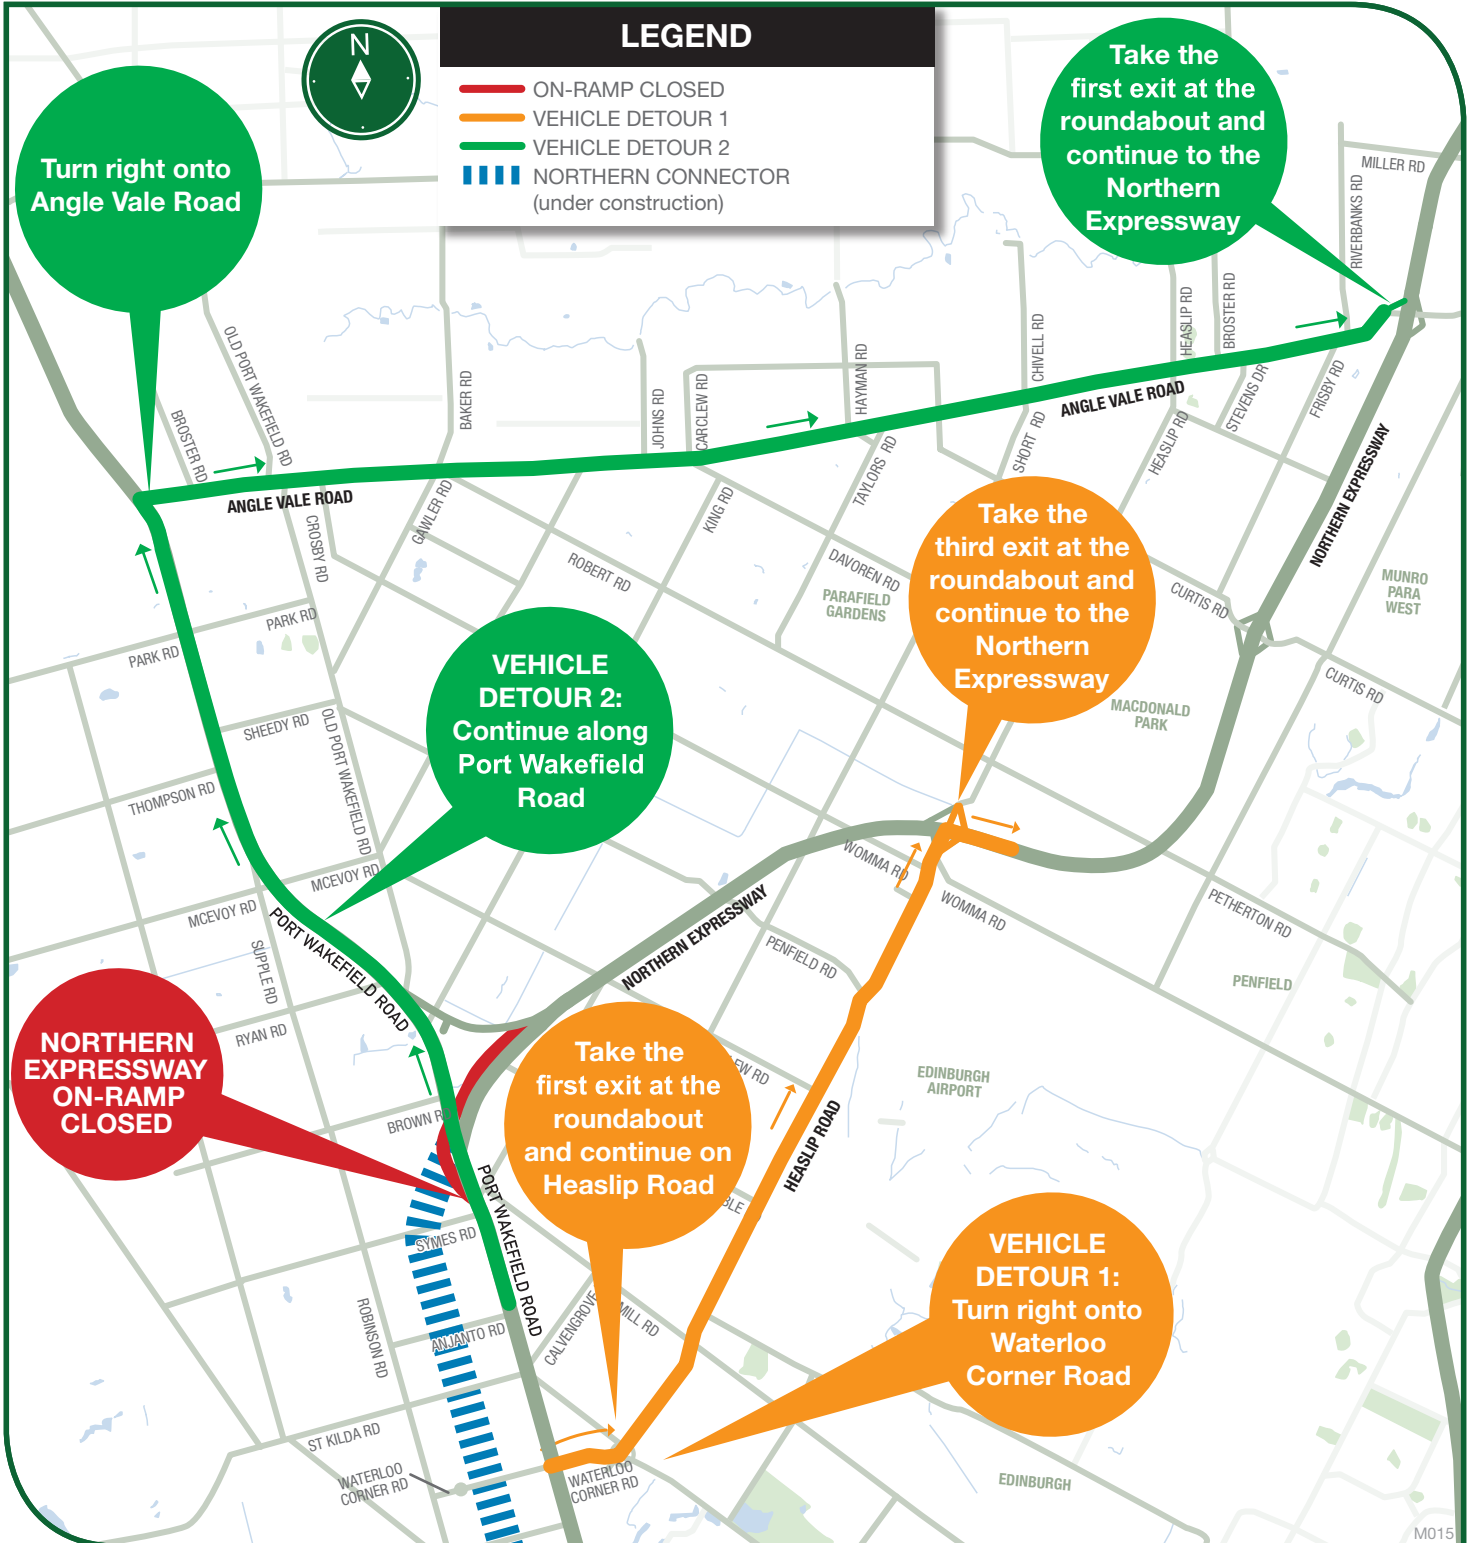 N
LEGEND
ON-RAMP CLOSED
VEHICLE DETOUR 1
VEHICLE DETOUR 2
NORTHERN CONNECTOR
(under construction)
Turn right onto
Angle Vale Road
Take the
first exit at the
roundabout and
continue to the
Northern
Expressway
MILLER RD
RIVERBANKS RD
OLD PORT WAKEFIELD RD
BROSTER RD
BAKER RD
JOHNS RD
CARCLEW RD
HAYMAN RD
CHIVELL RD
HEASLIP RD
BROSTER RD
STEVENS DR
FRISBY RD
ANGLE VALE ROAD
ANGLE VALE ROAD
NORTHERN EXPRESSWAY
CROSBY RD
GAWLER RD
KING RD
TAYLORS RD
SHORT RD
HEASLIP RD
ROBERT RD
DAVOREN RD
PARAFIELD
GARDENS
Take the
third exit at the
roundabout and
continue to the
Northern
Expressway
CURTIS RD
MUNRO
PARA
WEST
CURTIS RD
MACDONALD
PARK
PARK RD
PARK RD
SHEEDY RD
OLD PORT WAKEFIELD RD
THOMPSON RD
VEHICLE
DETOUR 2:
Continue along
Port Wakefield
Road
MCEVOY RD
MCEVOY RD
PORT WAKEFIELD ROAD
SUPPLE RD
RYAN RD
NORTHERN EXPRESSWAY
WOMMA RD
WOMMA RD
PENFIELD RD
PETHERTON RD
PENFIELD
NORTHERN
EXPRESSWAY
ON-RAMP
CLOSED
BROWN R
Take the
first exit at the
roundabout
and continue on
Heaslip Road
EW RD
BLE
HEASLIP ROAD
EDINBURGH
AIRPORT
PORT WAKEFIELD ROAD
SYMES RD
ROBINSON RD
ANJANTO RD
CALVENGROVE
MILL RD
VEHICLE
DETOUR 1:
Turn right onto
Waterloo
Corner Road
ST KILDA RD
WATERLOO
CORNER RD
WATERLOO
CORNER RD
EDINBURGH
M015